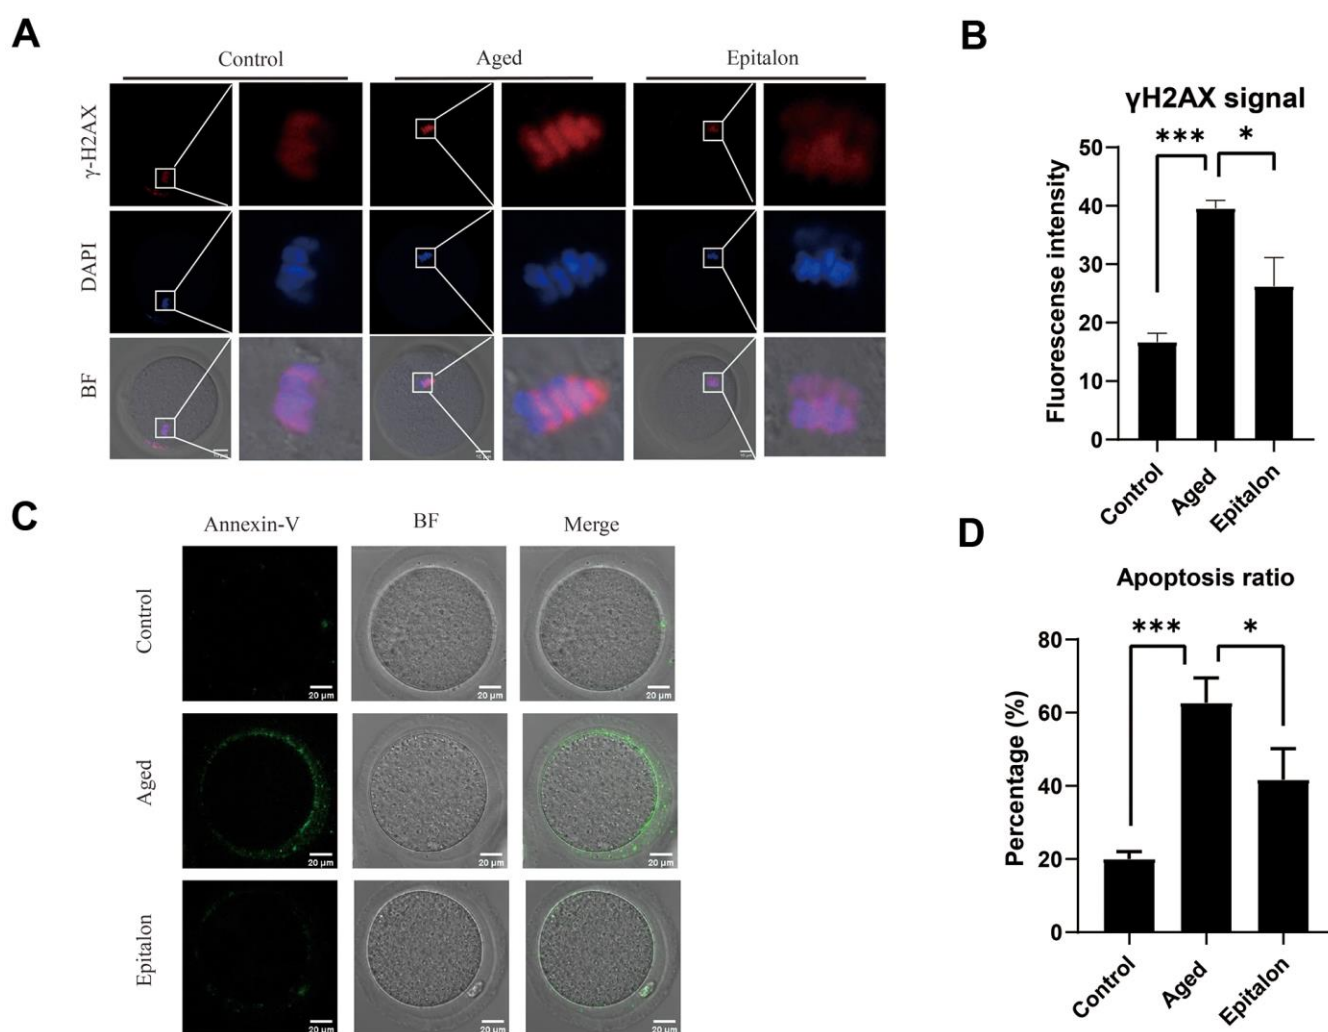 A
Control
Aged
Epitalon
γ-H2AX
DAPI
BF
B
γH2AX signal
***
*
Fluorescense intensity
50
40
30
20
10
0
Control
Aged
Epitalon
C
Annexin-V
BF
Merge
Control
20 µm
20 µm
20 µm
Aged
20 µm
20 µm
20 µm
Epitalon
20 µm
20 µm
20 µm
D
Apoptosis ratio
***
*
Percentage (%)
80
60
40
20
0
Control
Aged
Epitalon